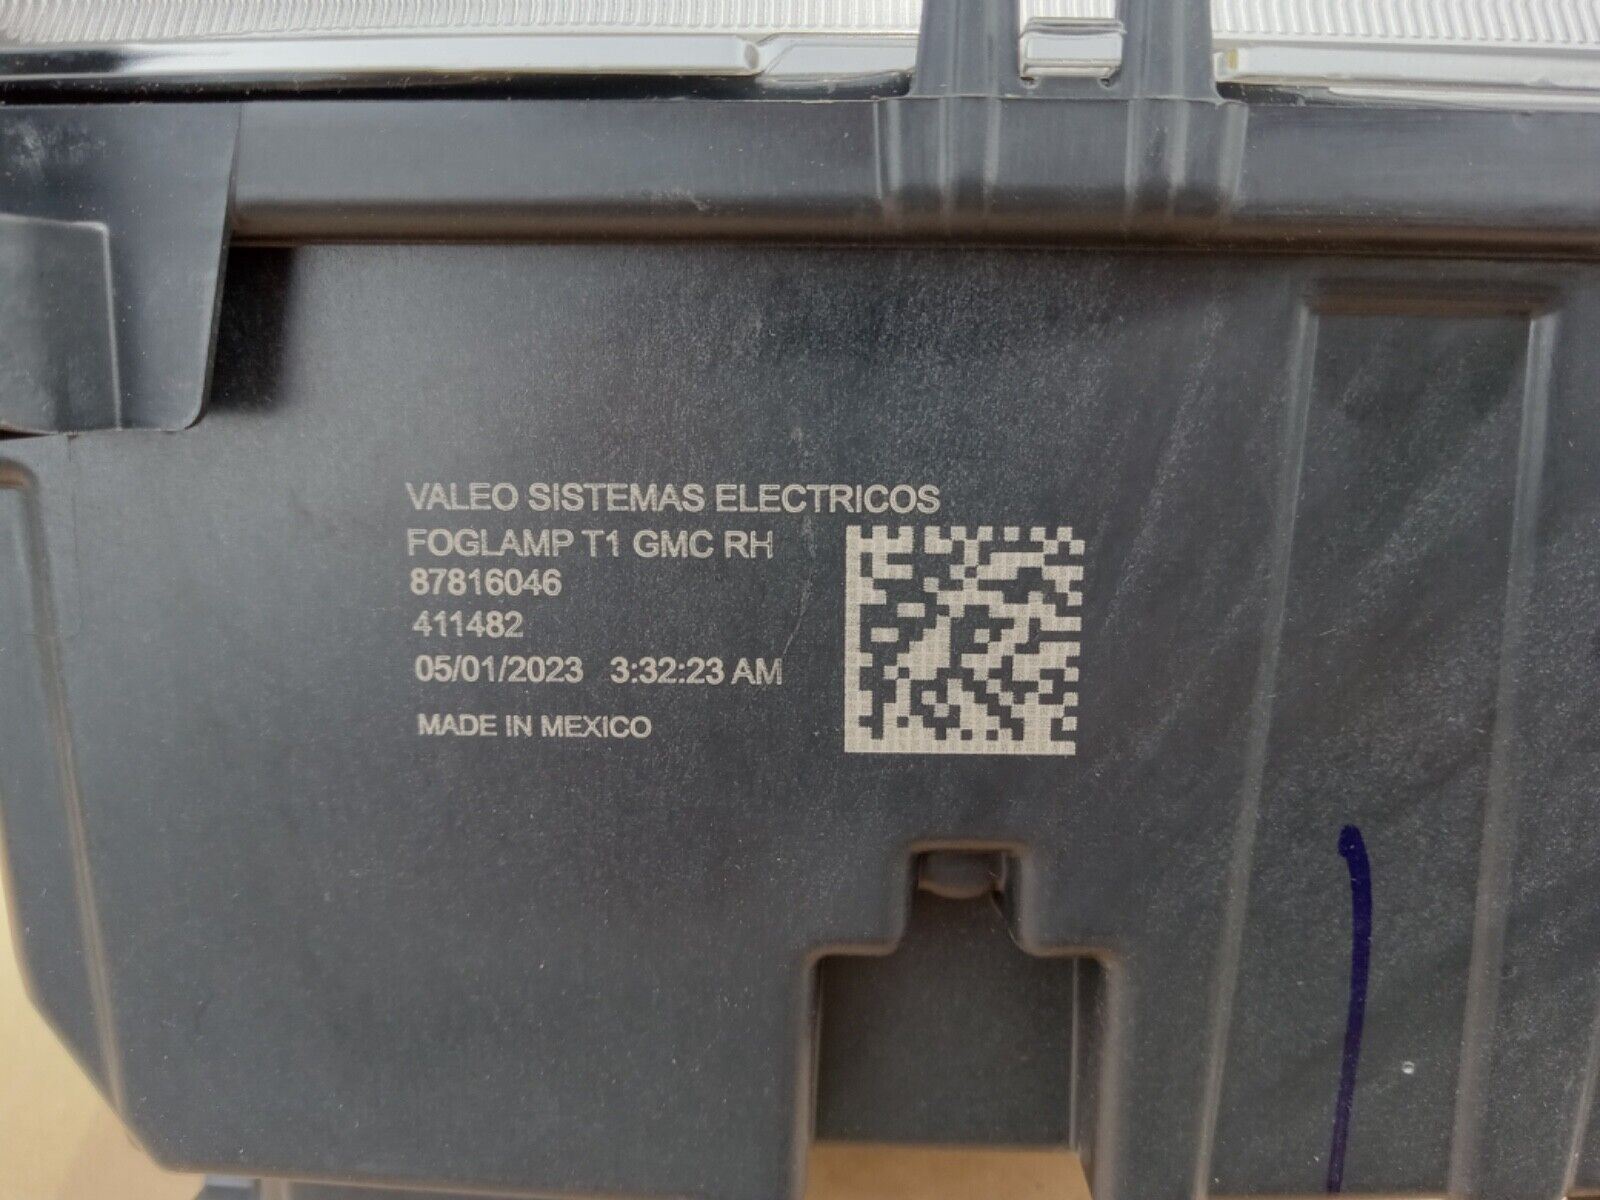 VALEO SISTEMAS ELECTRICOS
FOGLAMP T1 GMC RH
87816046
411482
05/01/2023 3:32:23 AM
MADE IN MEXICO